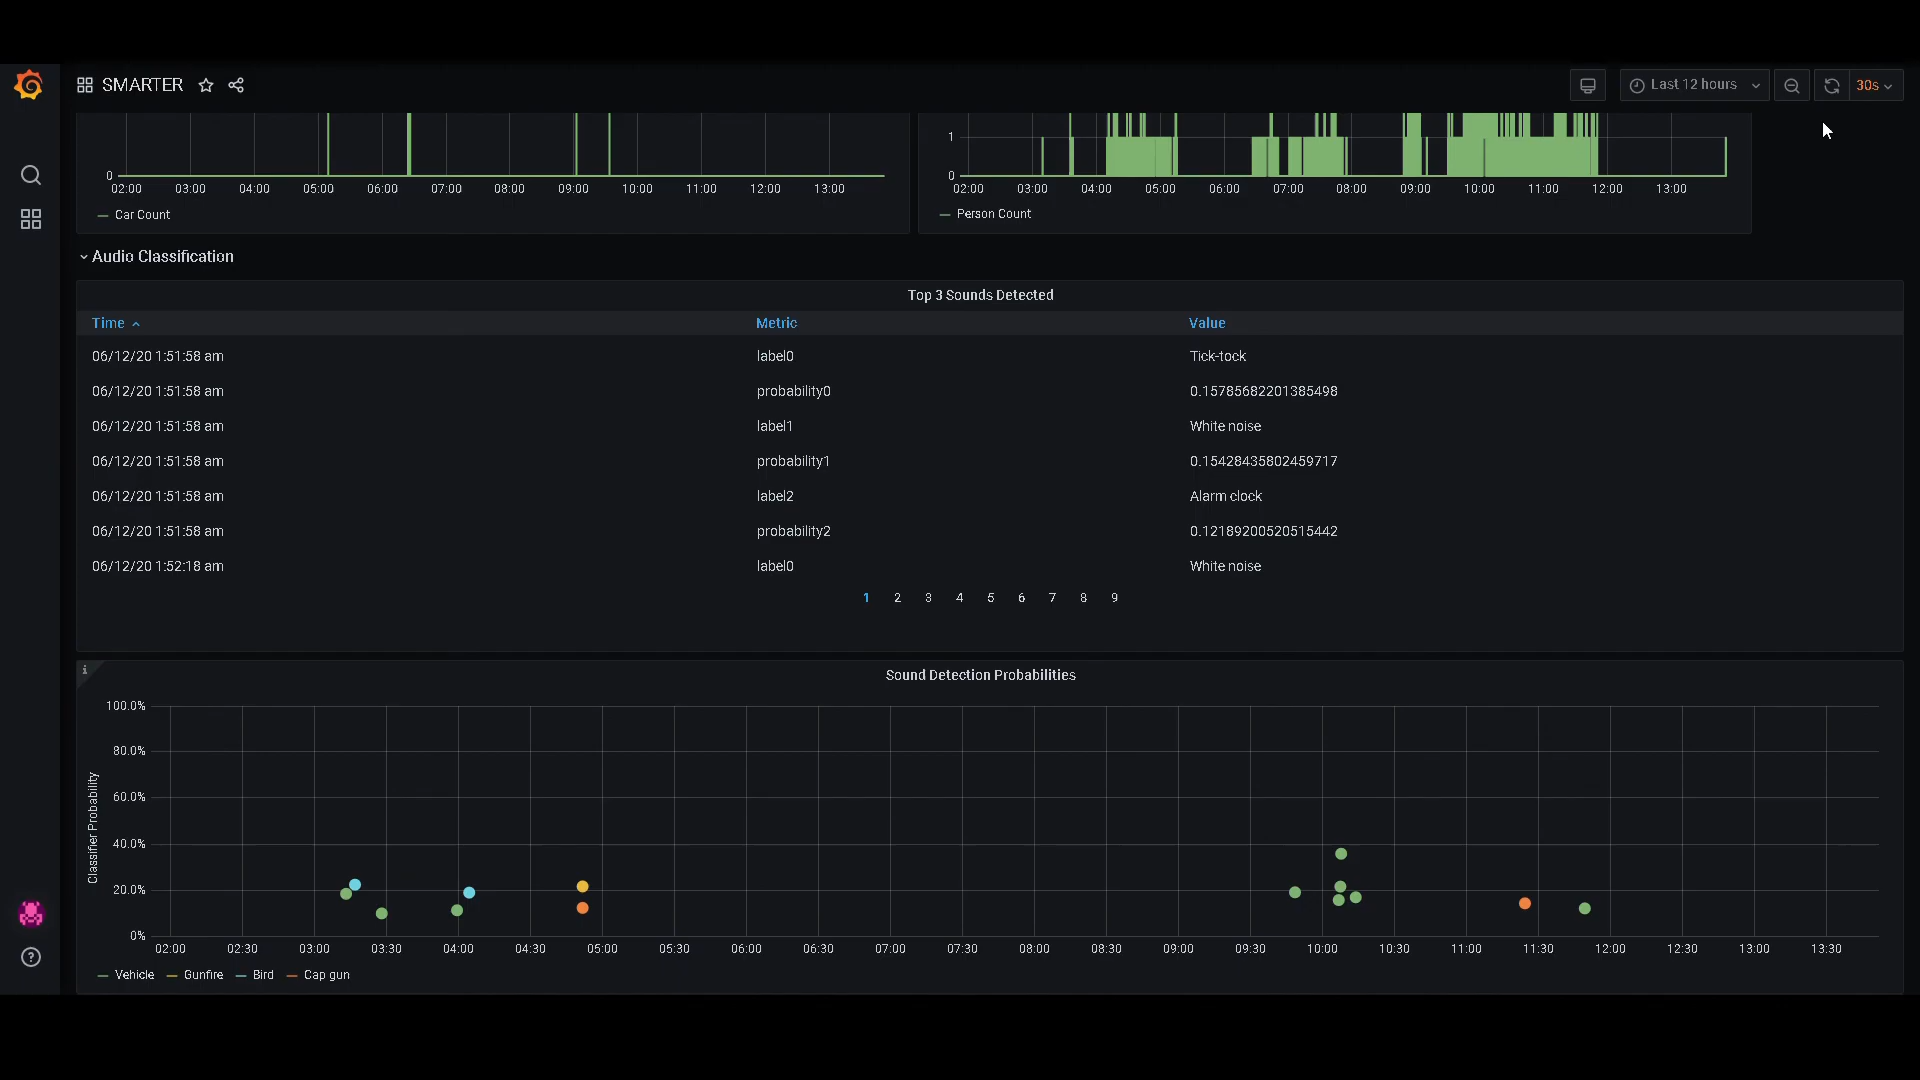 SMARTER
Last 12 hours
30s
0
02:00 03:00 04:00 05:00 06:00 07:00 08:00 09:00 10:00 11:00 12:00 13:00
Car Count
1
0
02:00 03:00 04:00 05:00 06:00 07:00 08:00 09:00 10:00 11:00 12:00 13:00
Person Count
Audio Classification
Top 3 Sounds Detected
Time Metric Value
06/12/20 1:51:58 am label0 Tick-tock
06/12/20 1:51:58 am probability0 0.15785682201385498
06/12/20 1:51:58 am label1 White noise
06/12/20 1:51:58 am probability1 0.15428435802459717
06/12/20 1:51:58 am label2 Alarm clock
06/12/20 1:51:58 am probability2 0.12189200520515442
06/12/20 1:52:18 am label0 White noise
1 2 3 4 5 6 7 8 9
i
Sound Detection Probabilities
Classifier Probability
100.0%
80.0%
60.0%
40.0%
20.0%
0%
02:00 02:30 03:00 03:30 04:00 04:30 05:00 05:30 06:00 06:30 07:00 07:30 08:00 08:30 09:00 09:30 10:00 10:30 11:00 11:30 12:00 12:30 13:00 13:30
Vehicle Gunfire Bird Cap gun